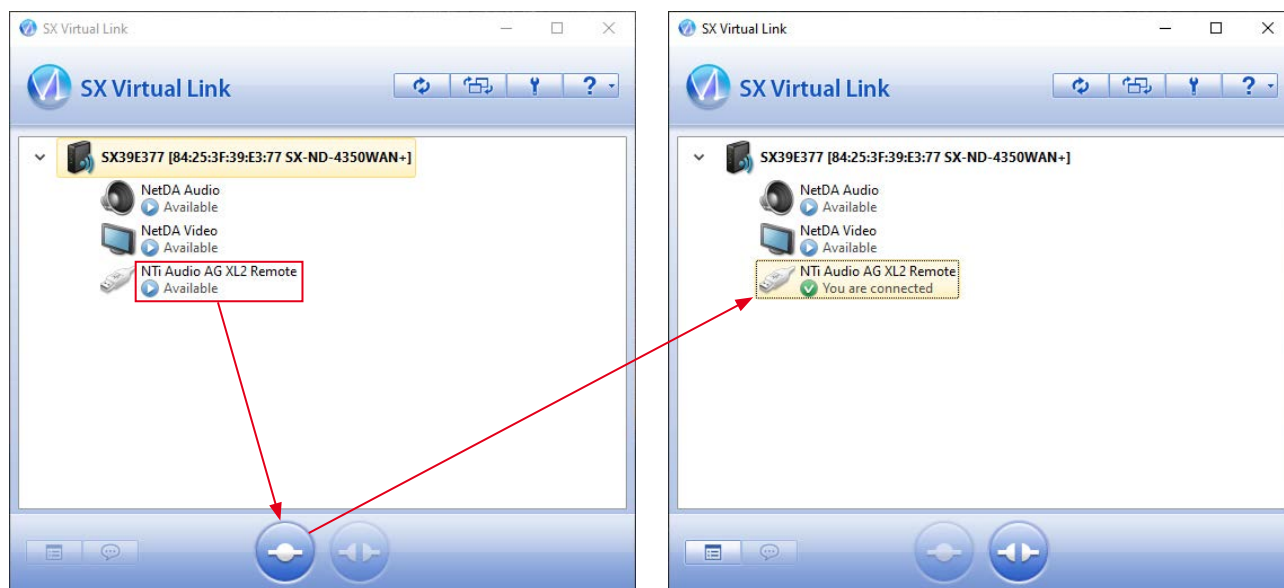 SX Virtual Link
SX Virtual Link
?
SX39E377 [84:25:3F:39:E3:77 SX-ND-4350WAN+]
NetDA Audio
Available
NetDA Video
Available
NTi Audio AG XL2 Remote
Available
SX Virtual Link
SX Virtual Link
?
SX39E377 [84:25:3F:39:E3:77 SX-ND-4350WAN+]
NetDA Audio
Available
NetDA Video
Available
NTi Audio AG XL2 Remote
You are connected